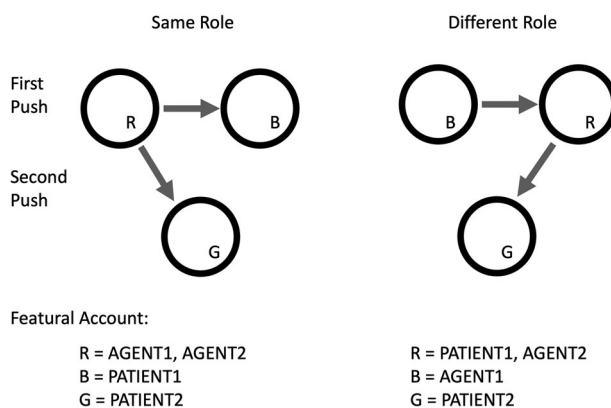 Same Role
Different Role
First
Push
R
B
B
R
Second
Push
G
G
Featural Account:
R = AGENT1, AGENT2
B = PATIENT1
G = PATIENT2
R = PATIENT1, AGENT2
B = AGENT1
G = PATIENT2